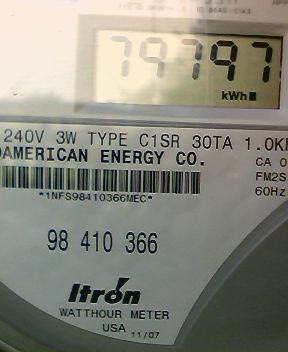 79797
kWh
240V 3W TYPE C1SR 30TA 1.0K
AMERICAN ENERGY CO.
CA 0
FM2S
60Hz
*1NFS98410366MEC*
98 410 366
Itrón
WATTHOUR METER
USA 11/07